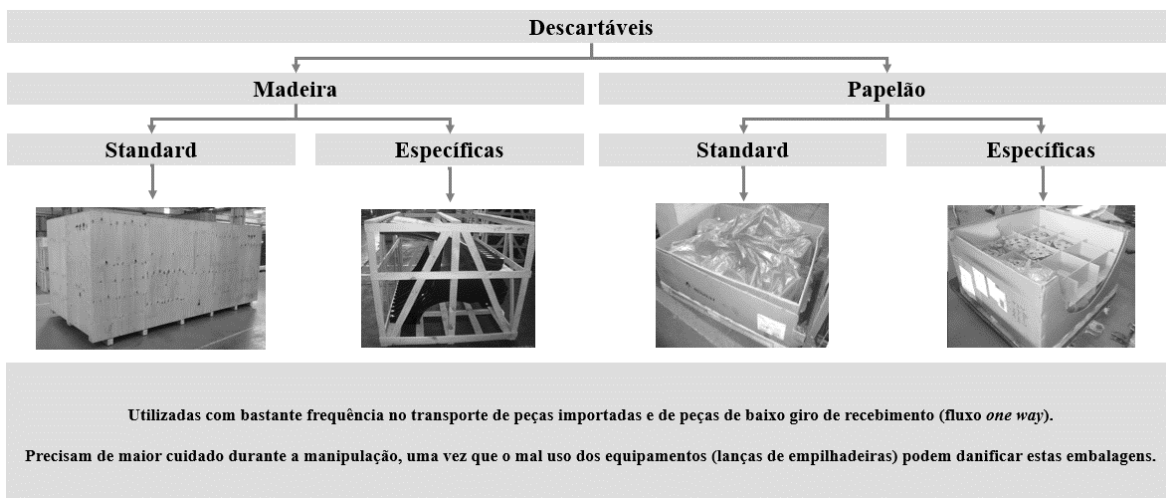 Descartáveis
Madeira
Papelão
Standard
Específicas
Standard
Específicas
Utilizadas com bastante frequência no transporte de peças importadas e de peças de baixo giro de recebimento (fluxo one way).
Precisam de maior cuidado durante a manipulação, uma vez que o mal uso dos equipamentos (lanças de empilhadeiras) podem danificar estas embalagens.